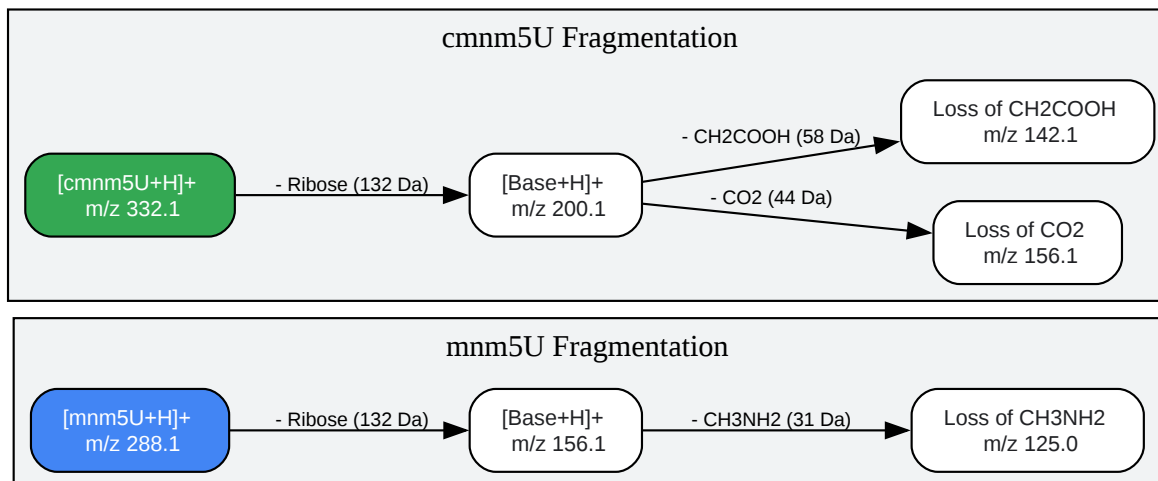 cmnm5U Fragmentation
[cmnm5U+H]+
m/z 332.1
- Ribose (132 Da)
[Base+H]+
m/z 200.1
- CH2COOH (58 Da)
Loss of CH2COOH
m/z 142.1
- CO2 (44 Da)
Loss of CO2
m/z 156.1
mnm5U Fragmentation
[mnm5U+H]+
m/z 288.1
- Ribose (132 Da)
[Base+H]+
m/z 156.1
- CH3NH2 (31 Da)
Loss of CH3NH2
m/z 125.0